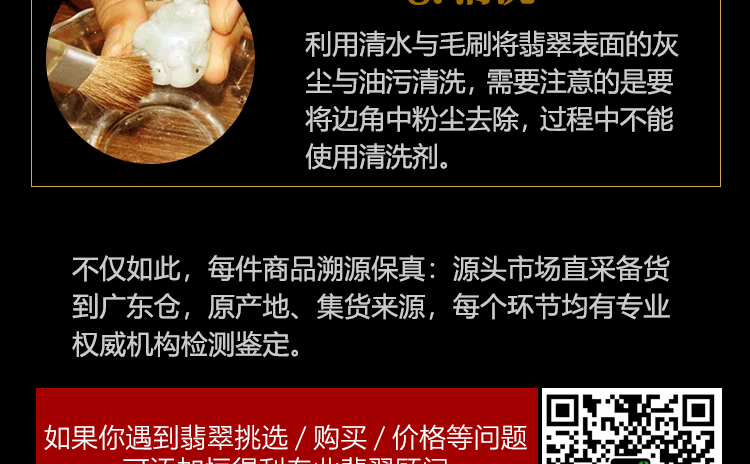 利用清水与毛刷将翡翠表面的灰
尘与油污清洗，需要注意的是要
将边角中粉尘去除，过程中不能
使用清洗剂。
不仅如此，每件商品溯源保真：源头市场直采备货
到广东仓，原产地、集货来源，每个环节均有专业
权威机构检测鉴定。
如果你遇到翡翠挑选 / 购买 / 价格等问题